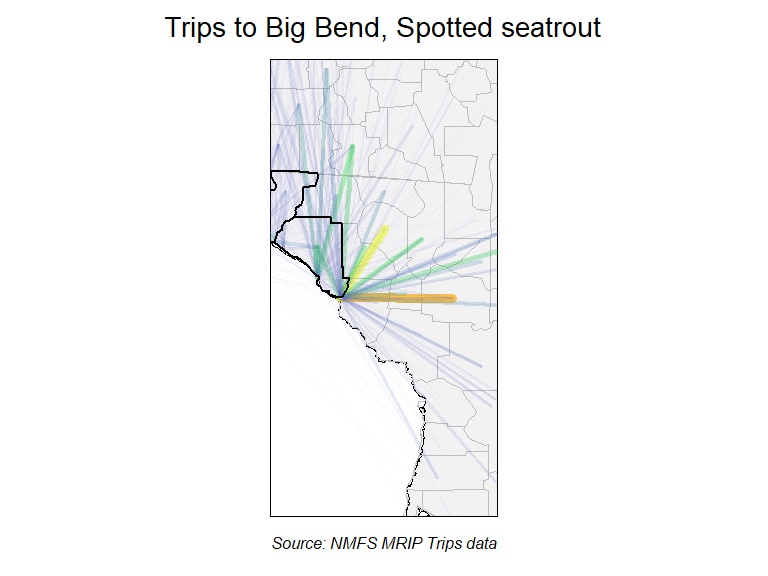 Trips to Big Bend, Spotted seatrout
Source: NMFS MRIP Trips data